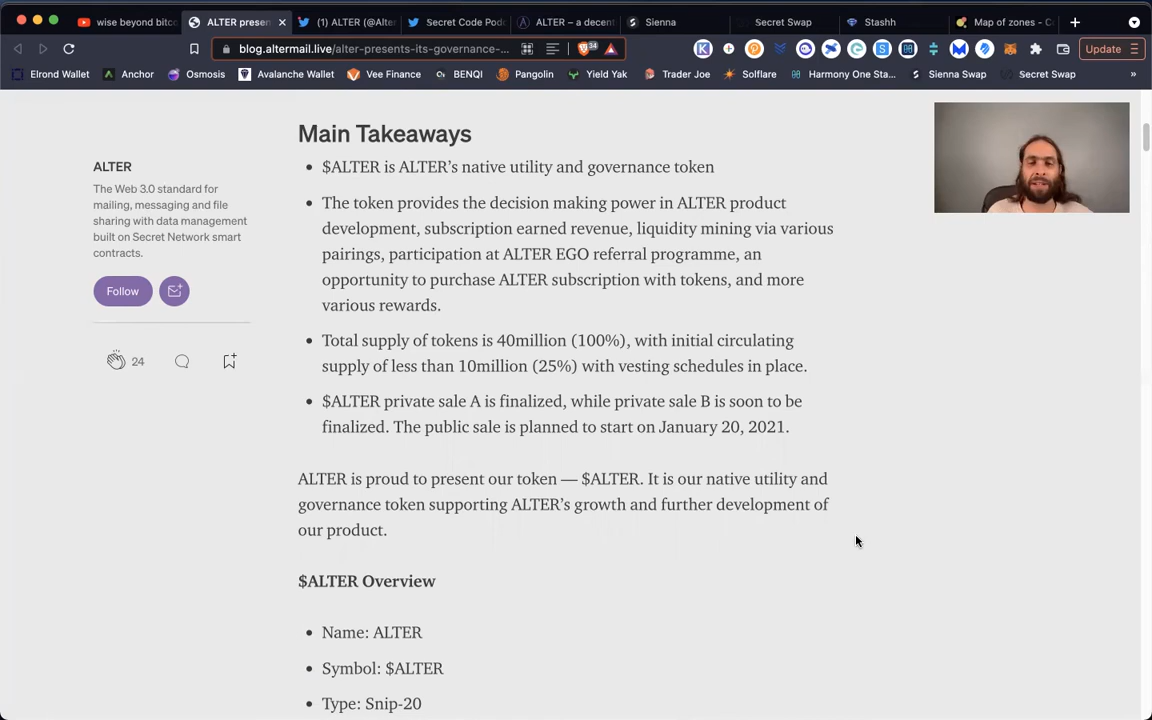 wise beyond bitc
ALTER presen
(1) ALTER (@Alte
Secret Code Pod
ALTER – a decent
Sienna
Secret Swap
Stashh
Map of zones - C
blog.altermail.live/alter-presents-its-governance-...
34
Update
Elrond Wallet
Anchor
Osmosis
Avalanche Wallet
Vee Finance
BENQI
Pangolin
Yield Yak
Trader Joe
Solflare
Harmony One Sta...
Sienna Swap
Secret Swap
»
Main Takeaways
ALTER
The Web 3.0 standard for
mailing, messaging and file
sharing with data management
built on Secret Network smart
contracts.
Follow
24
• $ALTER is ALTER’s native utility and governance token
• The token provides the decision making power in ALTER product
development, subscription earned revenue, liquidity mining via various
pairings, participation at ALTER EGO referral programme, an
opportunity to purchase ALTER subscription with tokens, and more
various rewards.
• Total supply of tokens is 40million (100%), with initial circulating
supply of less than 10million (25%) with vesting schedules in place.
• $ALTER private sale A is finalized, while private sale B is soon to be
finalized. The public sale is planned to start on January 20, 2021.
ALTER is proud to present our token — $ALTER. It is our native utility and
governance token supporting ALTER’s growth and further development of
our product.
$ALTER Overview
• Name: ALTER
• Symbol: $ALTER
• Type: Snip-20